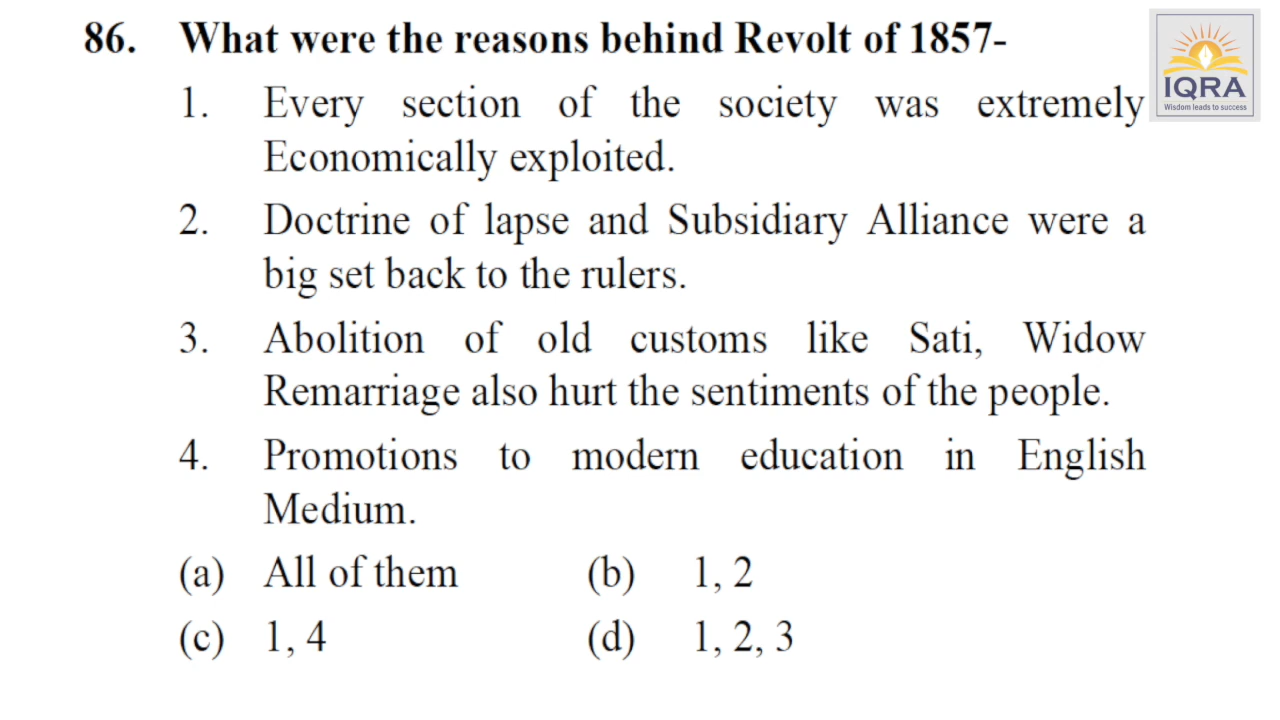 86. What were the reasons behind Revolt of 1857-
IQRA
Wisdom leads to success
1. Every section of the society was extremely
Economically exploited.
2. Doctrine of lapse and Subsidiary Alliance were a
big set back to the rulers.
3. Abolition of old customs like Sati, Widow
Remarriage also hurt the sentiments of the people.
4. Promotions to modern education in English
Medium.
(a) All of them (b) 1, 2
(c) 1, 4 (d) 1, 2, 3